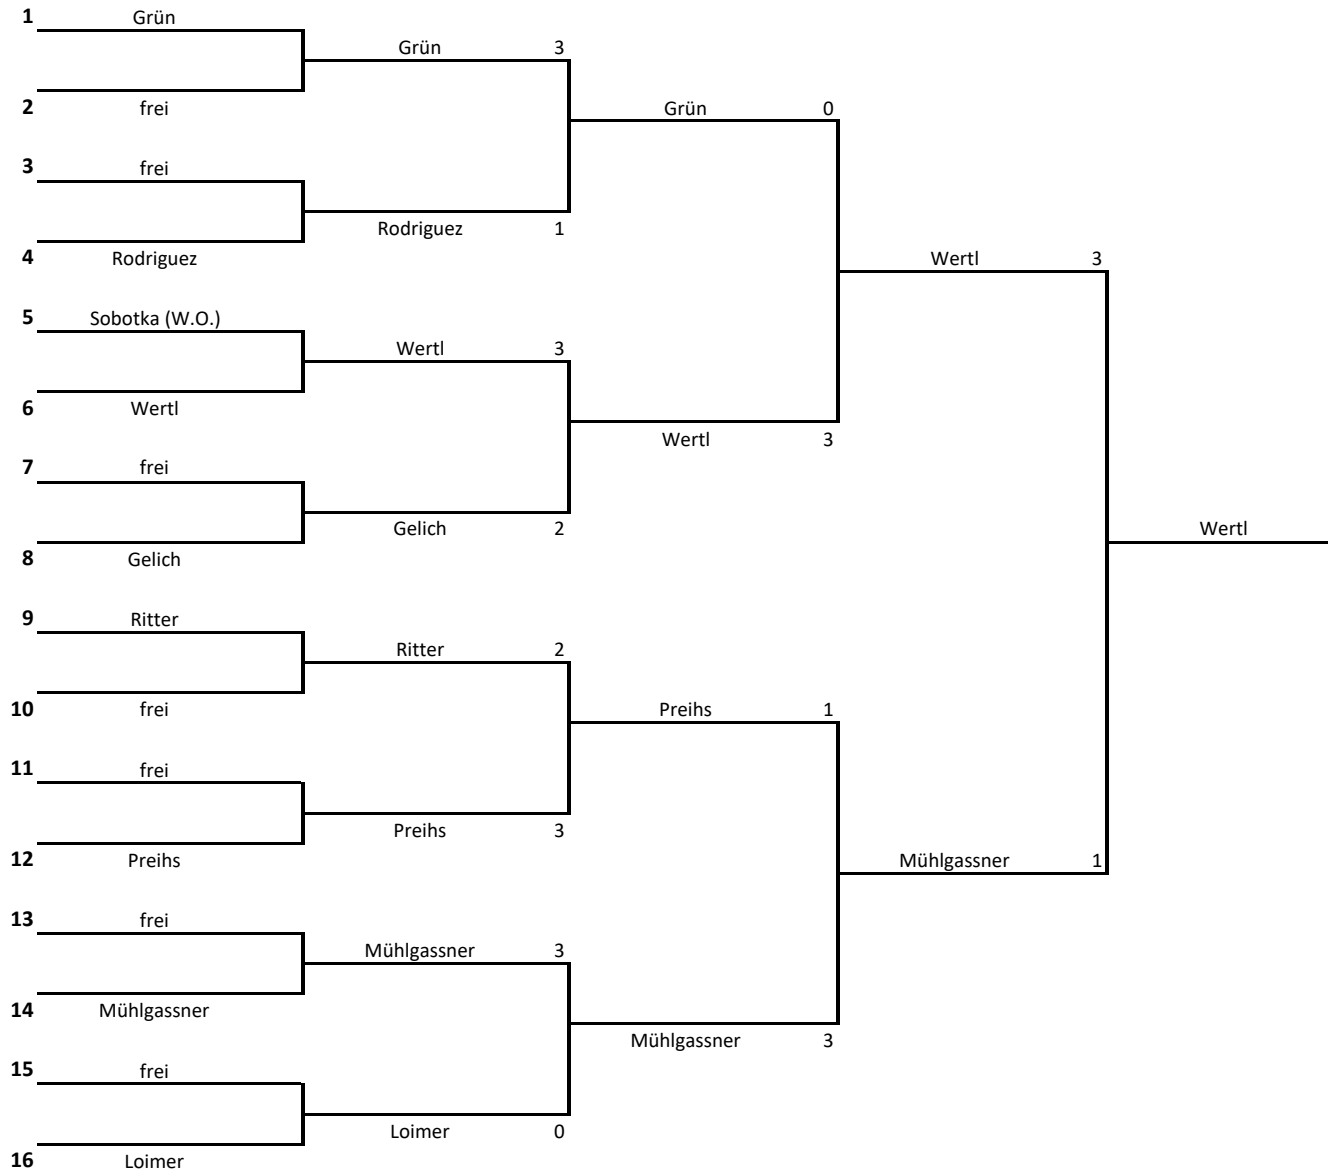 1 Grün
Grün 3
2 frei
Grün 0
3 frei
Rodriguez 1
4 Rodriguez
Wertl 3
5 Sobotka (W.O.)
Wertl 3
6 Wertl
Wertl 3
7 frei
Gelich 2
8 Gelich
Wertl
9 Ritter
Ritter 2
10 frei
Preihs 1
11 frei
Preihs 3
12 Preihs
Mühlgassner 1
13 frei
Mühlgassner 3
14 Mühlgassner
Mühlgassner 3
15 frei
Loimer 0
16 Loimer